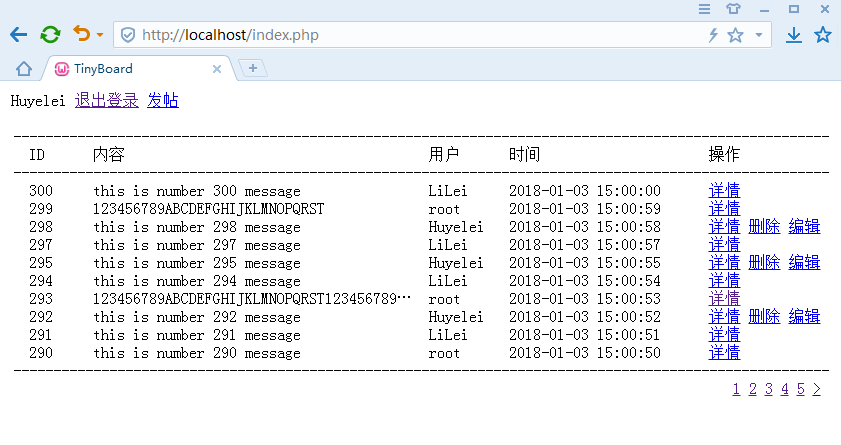 http://localhost/index.php
TinyBoard
Huyelei 退出登录 发帖
ID 内容 用户 时间 操作
300 this is number 300 message LiLei 2018-01-03 15:00:00 详情
299 123456789ABCDEFGHIJKLMNOPQRST root 2018-01-03 15:00:59 详情
298 this is number 298 message Huyelei 2018-01-03 15:00:58 详情 删除 编辑
297 this is number 297 message LiLei 2018-01-03 15:00:57 详情
295 this is number 295 message Huyelei 2018-01-03 15:00:55 详情 删除 编辑
294 this is number 294 message LiLei 2018-01-03 15:00:54 详情
293 123456789ABCDEFGHIJKLMNOPQRST123456789… root 2018-01-03 15:00:53 详情
292 this is number 292 message Huyelei 2018-01-03 15:00:52 详情 删除 编辑
291 this is number 291 message LiLei 2018-01-03 15:00:51 详情
290 this is number 290 message root 2018-01-03 15:00:50 详情
1 2 3 4 5 >